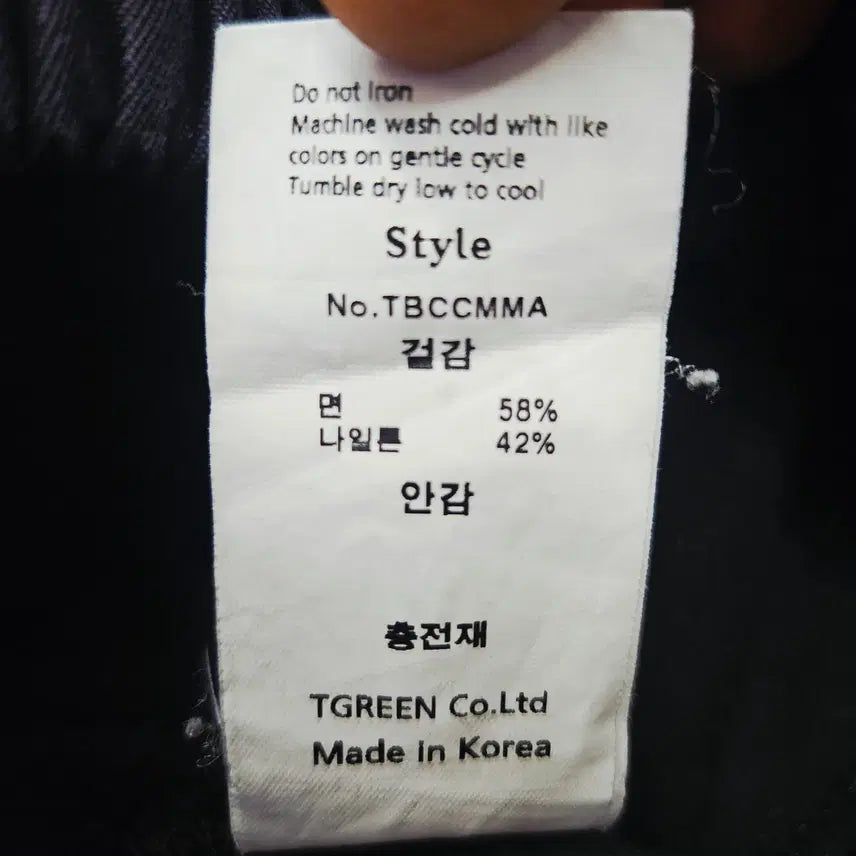 Do not Iron
Machine wash cold with like
colors on gentle cycle
Tumble dry low to cool
Style
No.TBCCMMA
겉감
면 58%
나일론 42%
안감
충전재
TGREEN Co.Ltd
Made in Korea